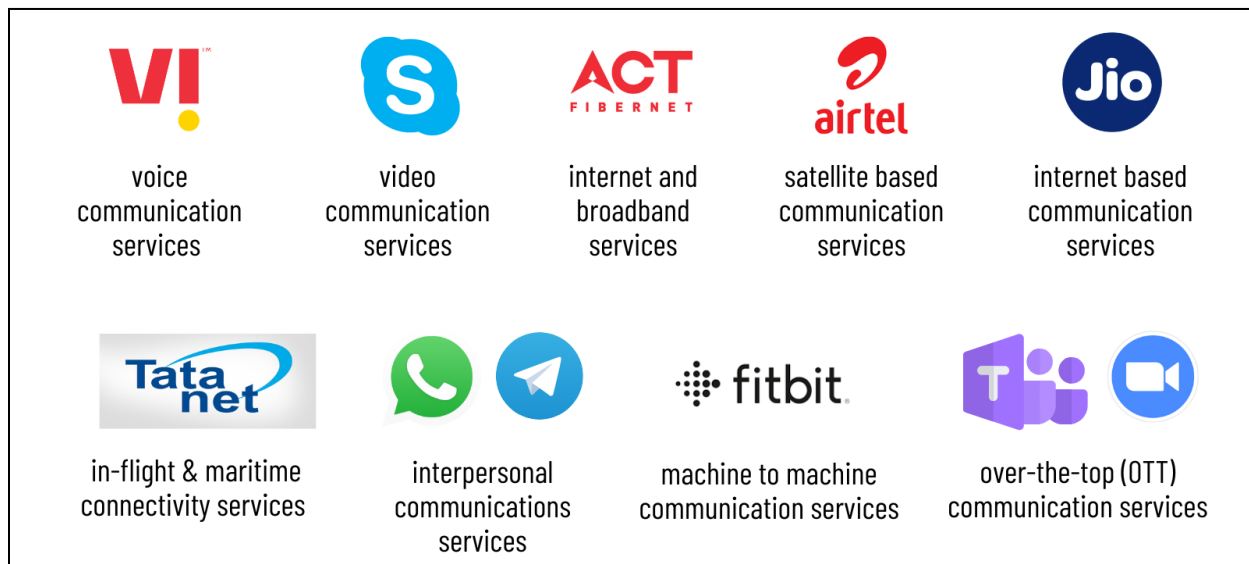 VI™
S
ACT
FIBERNET
airtel
Jio
voice
communication
services
video
communication
services
internet and
broadband
services
satellite based
communication
services
internet based
communication
services
Tata
net
fitbit.
T
in-flight & maritime
connectivity services
interpersonal
communications
services
machine to machine
communication services
over-the-top (OTT)
communication services